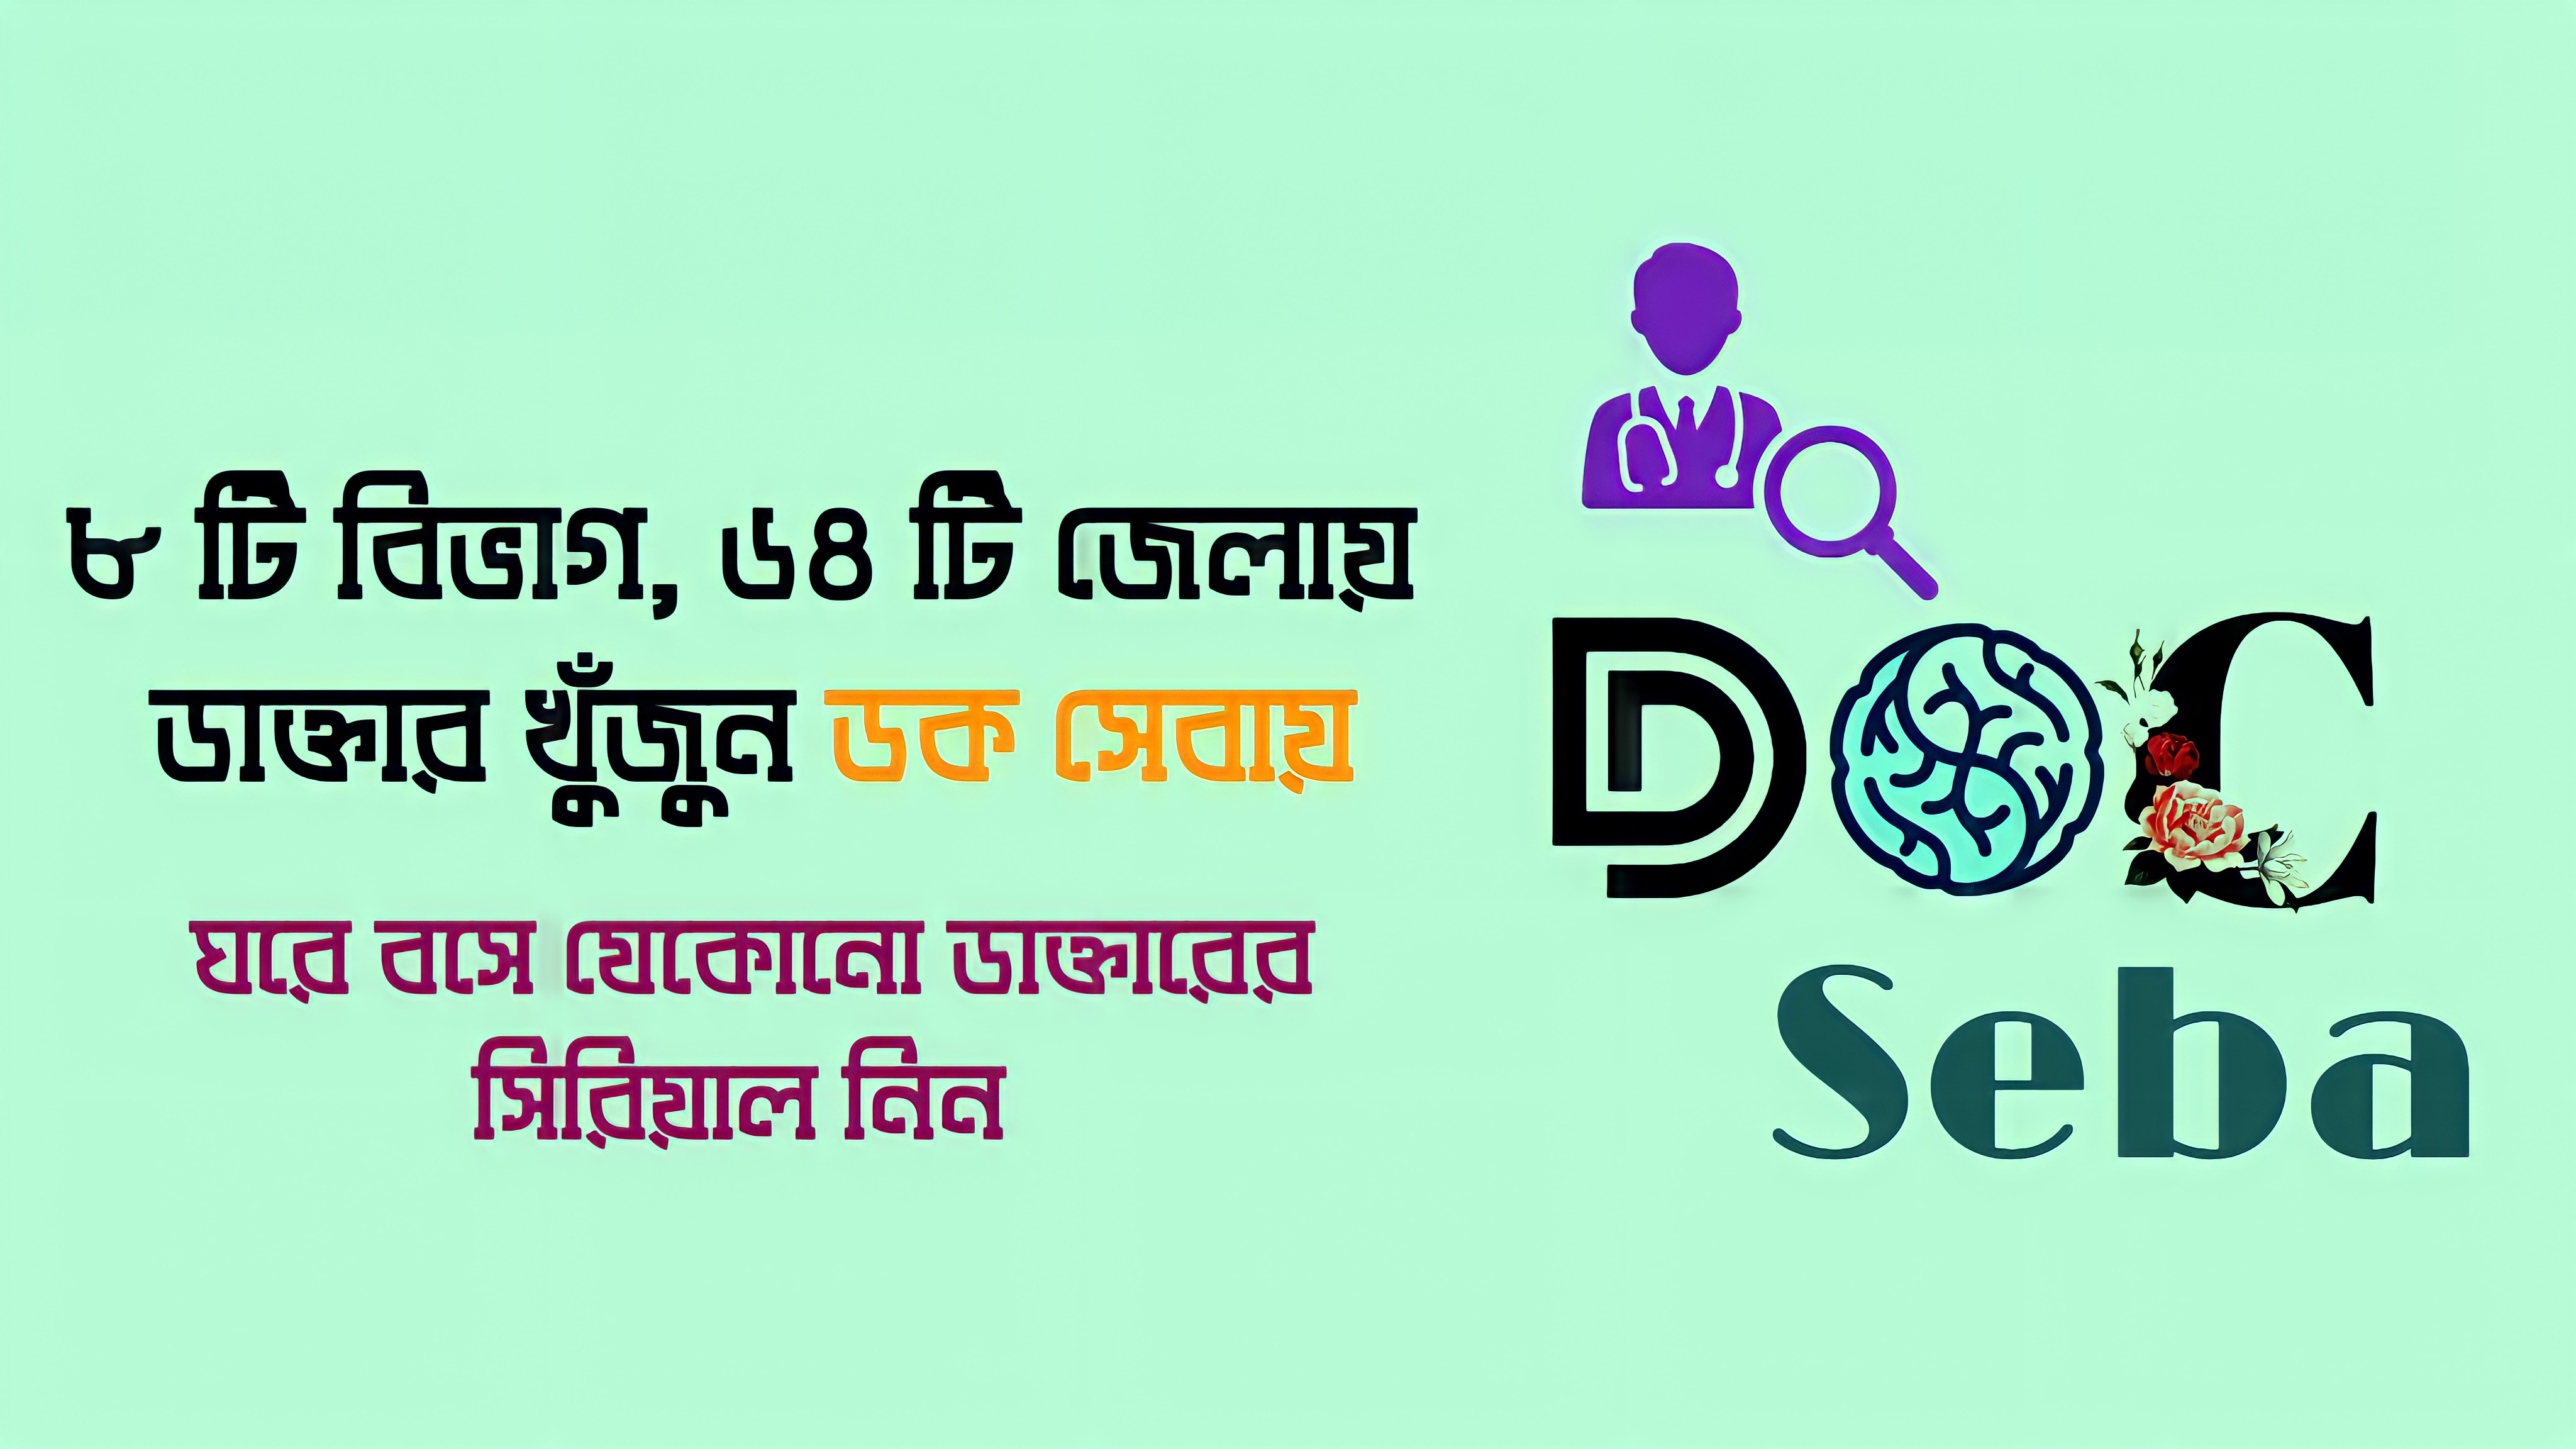 ৮ টি বিভাগ, ৬৪ টি জেলায়
ডাক্তার খুঁজুন ডক সেবায়
ঘরে বসে যেকোনো ডাক্তারের
সিরিয়াল নিন
DOC
Seba